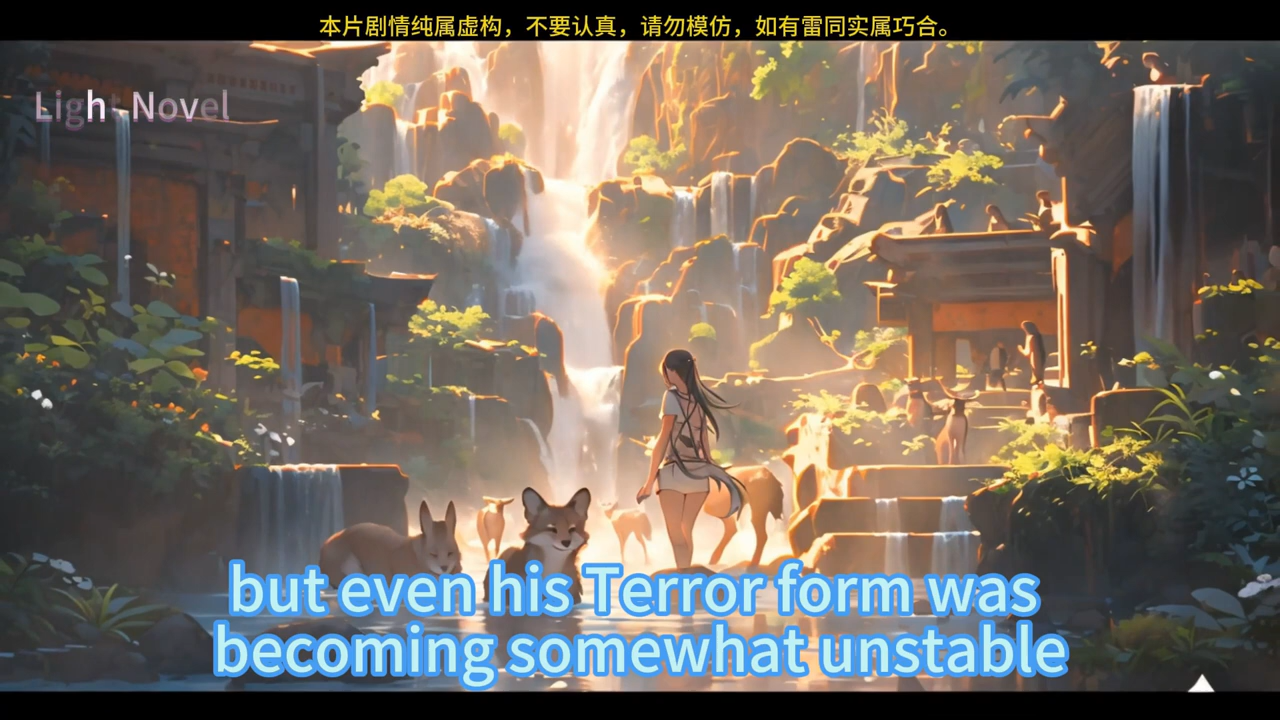 本片剧情纯属虚构，不要认真，请勿模仿，如有雷同实属巧合。
Light Novel
but even his Terror form was
becoming somewhat unstable